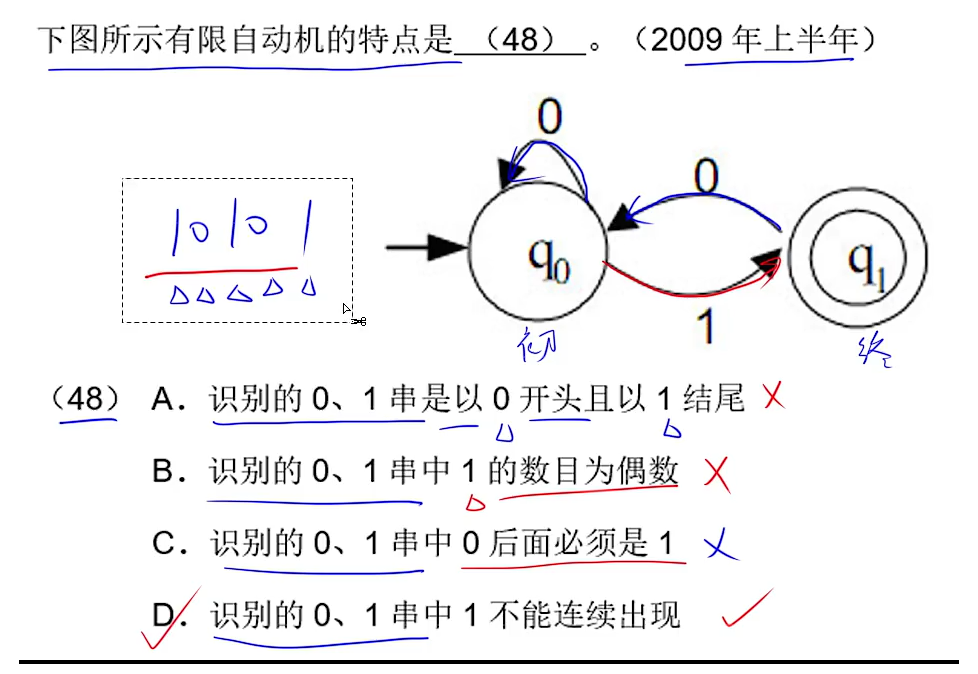 下图所示有限自动机的特点是 （48） 。（2009 年上半年）
0
0
10101
q0
q1
1
初
终
（48） A．识别的 0、1 串是以 0 开头且以 1 结尾
B．识别的 0、1 串中 1 的数目为偶数
C．识别的 0、1 串中 0 后面必须是 1
D．识别的 0、1 串中 1 不能连续出现